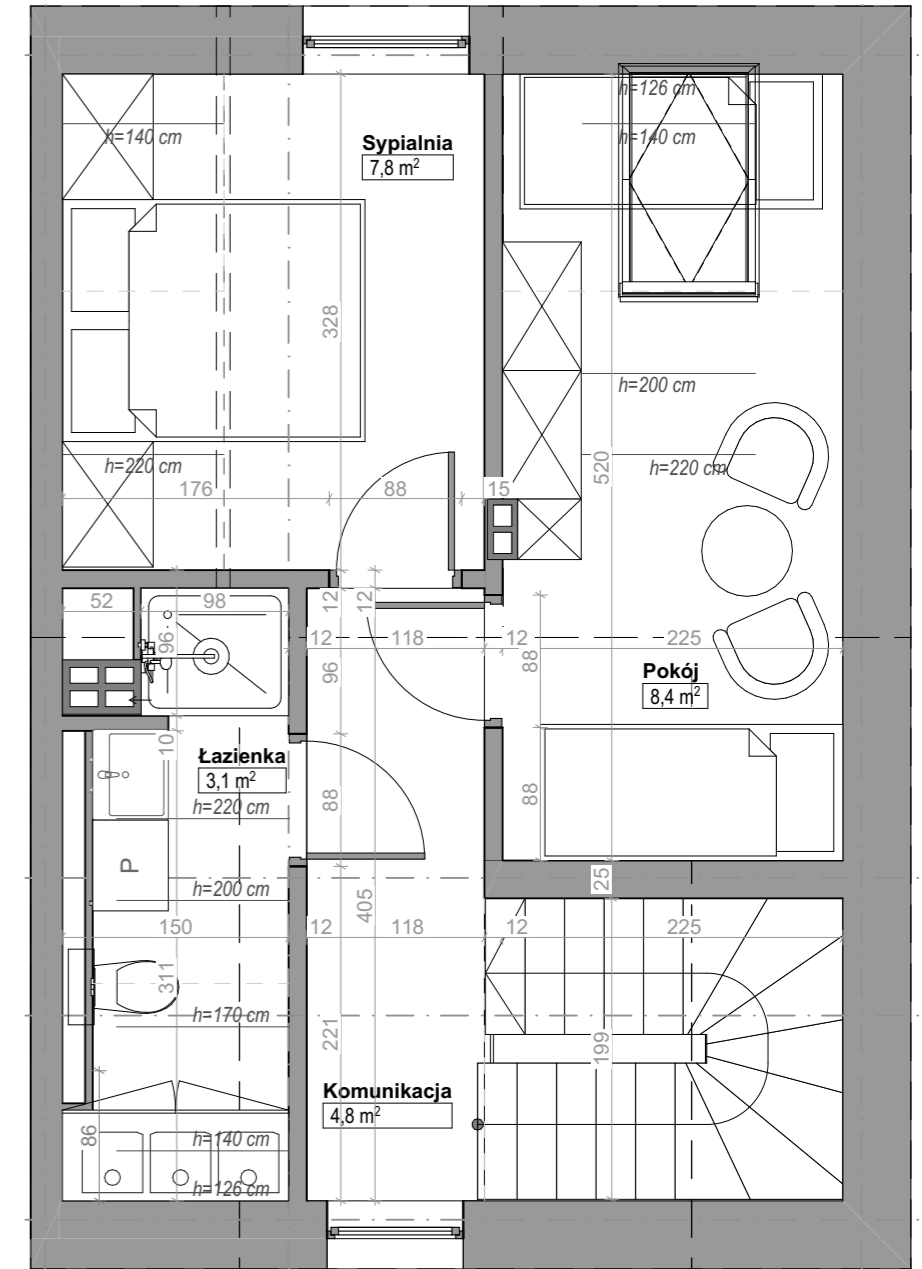 h=126 cm
h=140 cm
h=140 cm
Sypialnia
7,8 m²
328
h=200 cm
h=220 cm
h=220 cm
520
176
88
15
52
98
12
12
96
12
118
12
225
96
88
Pokój
8,4 m²
10
Łazienka
3,1 m²
h=220 cm
88
88
P
h=200 cm
25
405
150
12
118
12
225
311
h=170 cm
221
199
Komunikacja
4,8 m²
86
h=140 cm
h=126 cm